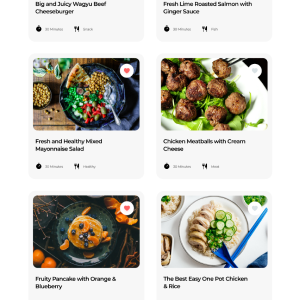 Big and Juicy Wagyu Beef
Cheeseburger
30 Minutes
Snack
Fresh Lime Roasted Salmon with
Ginger Sauce
30 Minutes
Fish
Fresh and Healthy Mixed
Mayonnaise Salad
30 Minutes
Healthy
Chicken Meatballs with Cream
Cheese
30 Minutes
Meat
Fruity Pancake with Orange &
Blueberry
The Best Easy One Pot Chicken
& Rice